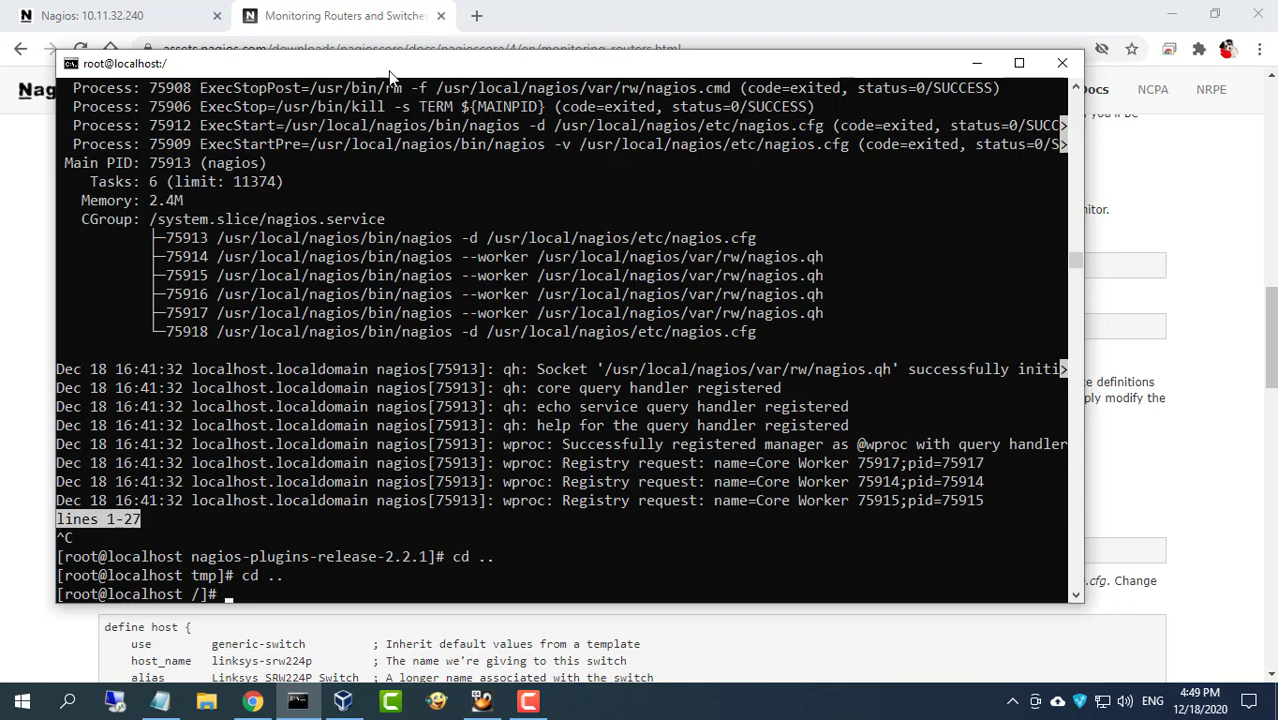 Nagios: 10.11.32.240
Monitoring Routers and Switches
assets.nagios.com/downloads/nagioscore/docs/nagioscore/4/en/monitoring-routers.html
root@localhost:/
Docs NCPA NRPE
Process: 75908 ExecStopPost=/usr/bin/rm -f /usr/local/nagios/var/rw/nagios.cmd (code=exited, status=0/SUCCESS)
Process: 75906 ExecStop=/usr/bin/kill -s TERM ${MAINPID} (code=exited, status=0/SUCCESS)
Process: 75912 ExecStart=/usr/local/nagios/bin/nagios -d /usr/local/nagios/etc/nagios.cfg (code=exited, status=0/SUCC>
Process: 75909 ExecStartPre=/usr/local/nagios/bin/nagios -v /usr/local/nagios/etc/nagios.cfg (code=exited, status=0/S>
Main PID: 75913 (nagios)
Tasks: 6 (limit: 11374)
Memory: 2.4M
CGroup: /system.slice/nagios.service
├─75913 /usr/local/nagios/bin/nagios -d /usr/local/nagios/etc/nagios.cfg
├─75914 /usr/local/nagios/bin/nagios --worker /usr/local/nagios/var/rw/nagios.qh
├─75915 /usr/local/nagios/bin/nagios --worker /usr/local/nagios/var/rw/nagios.qh
├─75916 /usr/local/nagios/bin/nagios --worker /usr/local/nagios/var/rw/nagios.qh
├─75917 /usr/local/nagios/bin/nagios --worker /usr/local/nagios/var/rw/nagios.qh
└─75918 /usr/local/nagios/bin/nagios -d /usr/local/nagios/etc/nagios.cfg
Dec 18 16:41:32 localhost.localdomain nagios[75913]: qh: Socket '/usr/local/nagios/var/rw/nagios.qh' successfully initi>
Dec 18 16:41:32 localhost.localdomain nagios[75913]: qh: core query handler registered
Dec 18 16:41:32 localhost.localdomain nagios[75913]: qh: echo service query handler registered
Dec 18 16:41:32 localhost.localdomain nagios[75913]: qh: help for the query handler registered
Dec 18 16:41:32 localhost.localdomain nagios[75913]: wproc: Successfully registered manager as @wproc with query handler
Dec 18 16:41:32 localhost.localdomain nagios[75913]: wproc: Registry request: name=Core Worker 75917;pid=75917
Dec 18 16:41:32 localhost.localdomain nagios[75913]: wproc: Registry request: name=Core Worker 75914;pid=75914
Dec 18 16:41:32 localhost.localdomain nagios[75913]: wproc: Registry request: name=Core Worker 75915;pid=75915
lines 1-27
^C
[root@localhost nagios-plugins-release-2.2.1]# cd ..
[root@localhost tmp]# cd ..
[root@localhost /]#
you'll be
nitor.
e definitions
ply modify the
.cfg. Change
define host {
use generic-switch ; Inherit default values from a template
host_name linksys-srw224p ; The name we're giving to this switch
alias Linksys SRW224P Switch ; A longer name associated with the switch
ENG
4:49 PM
12/18/2020